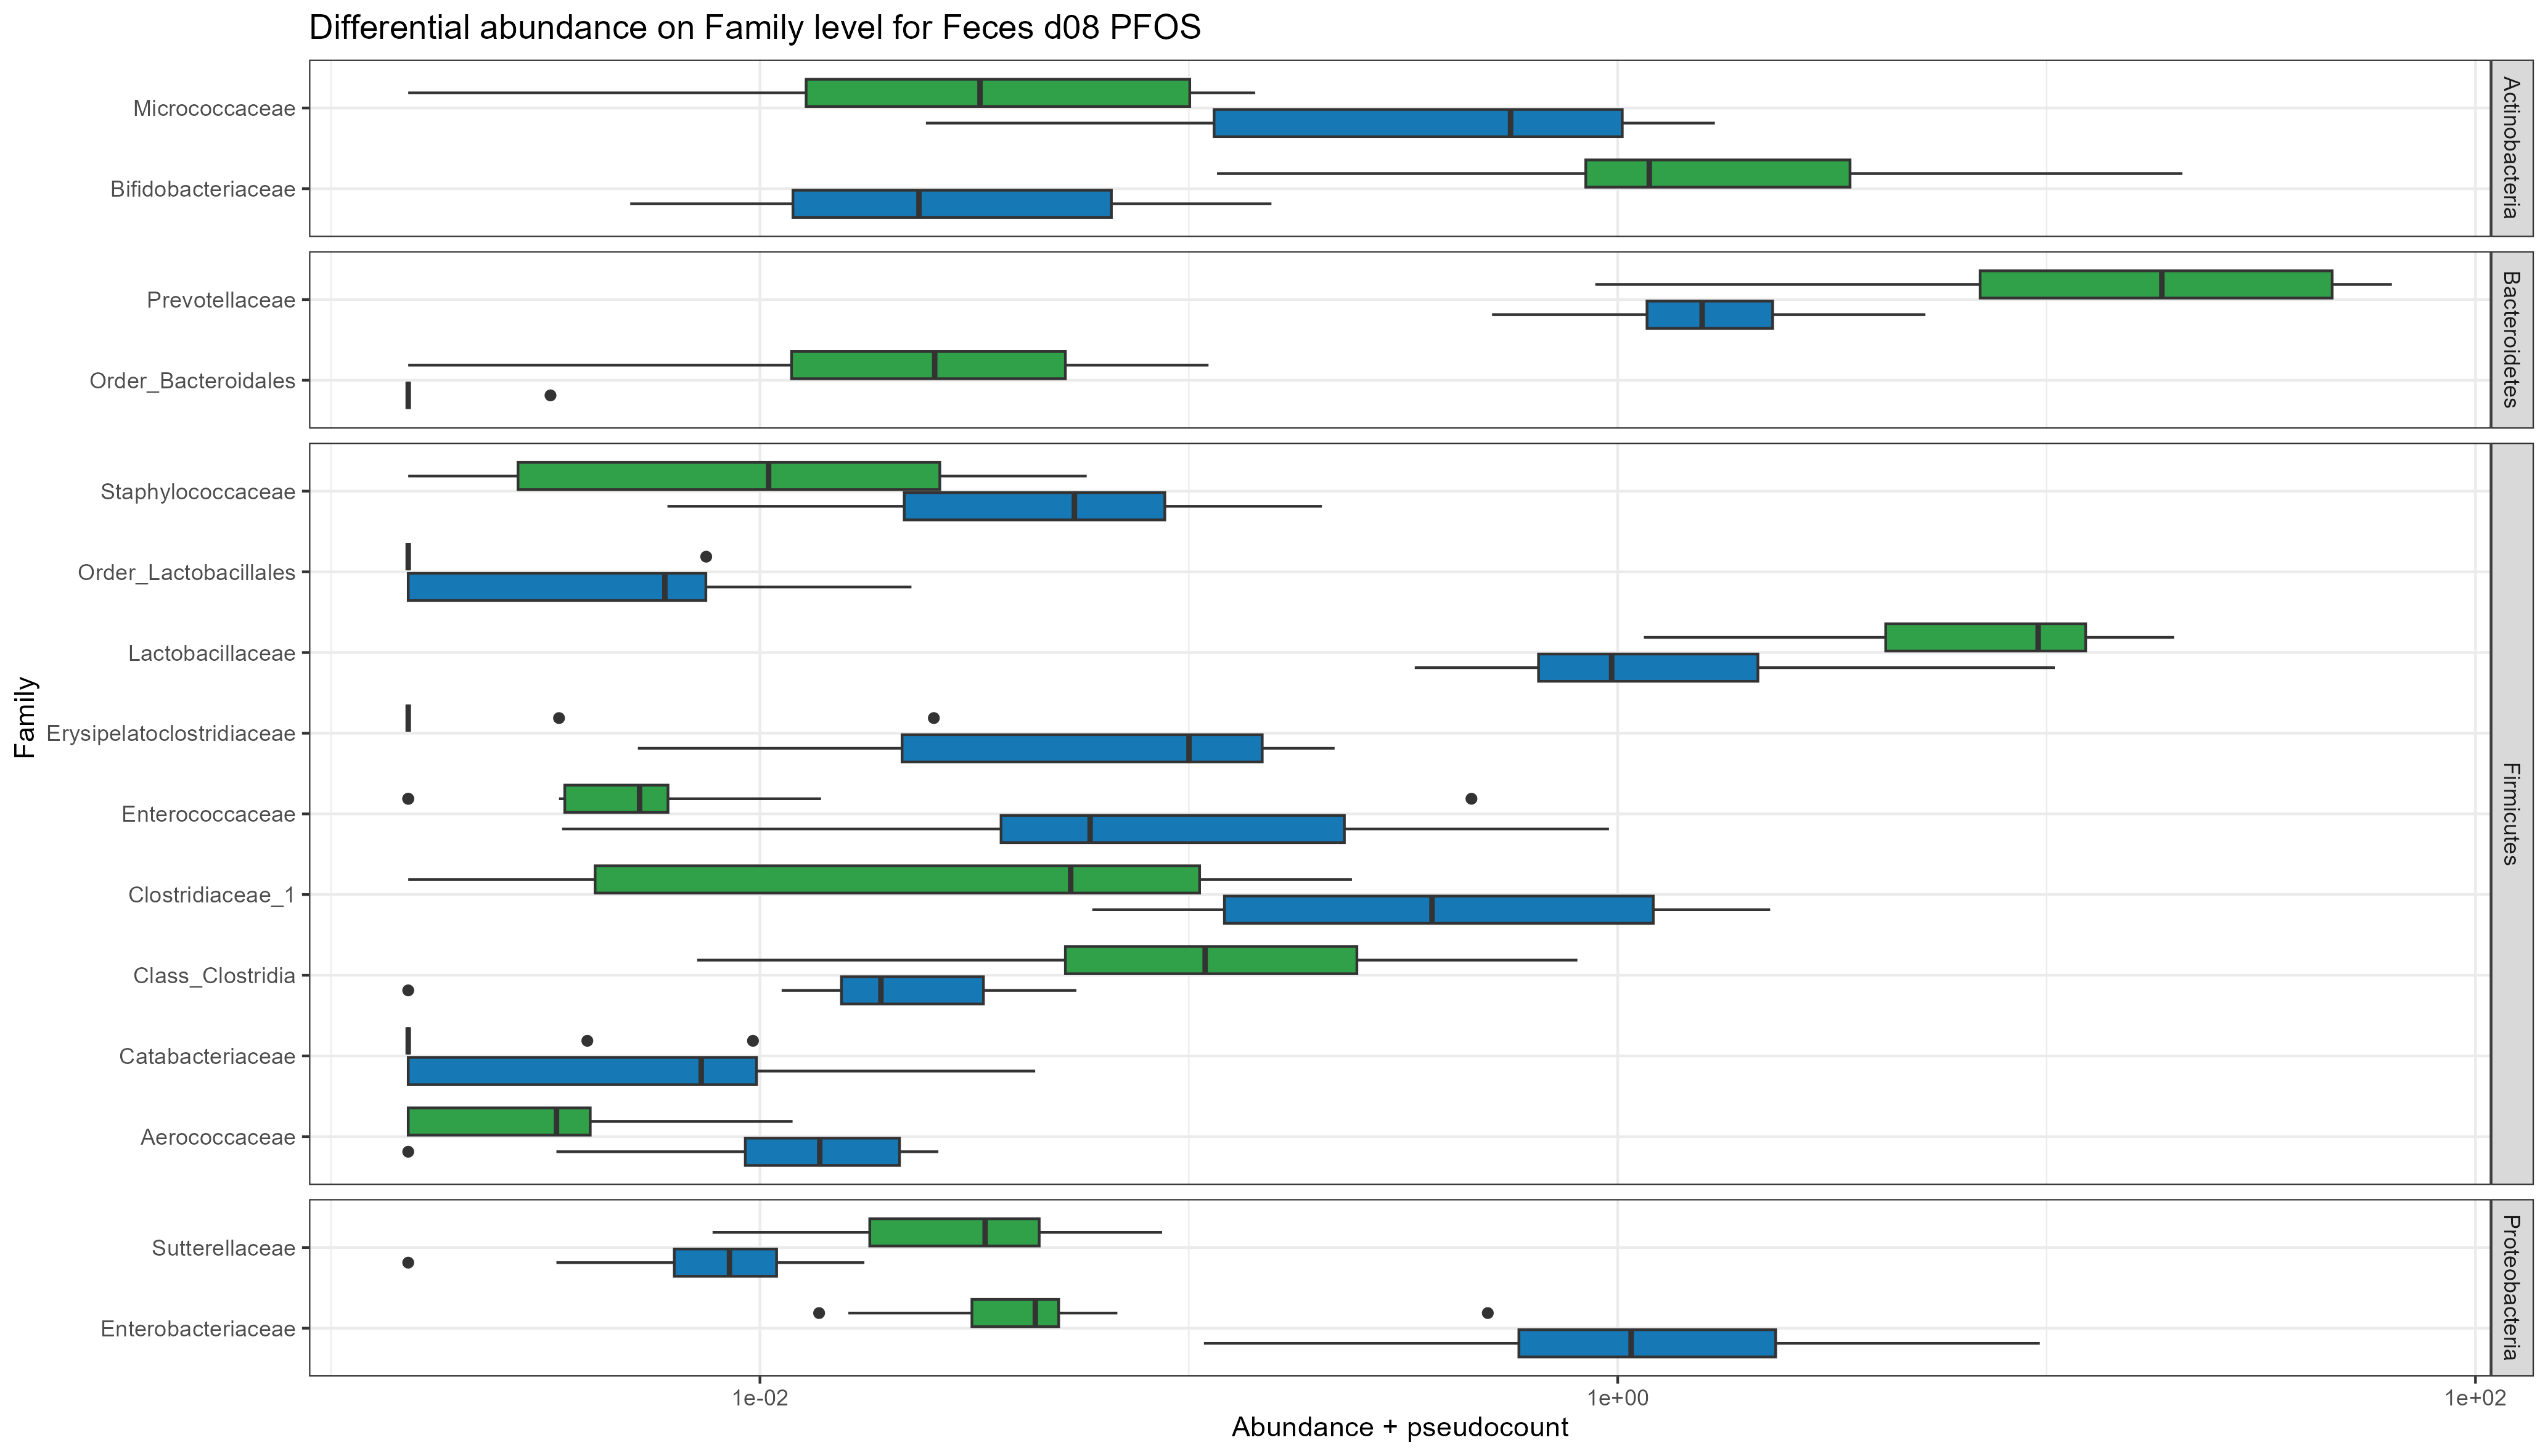 Differential abundance on Family level for Feces d08 PFOS
Micrococcaceae
Bifidobacteriaceae
Actinobacteria
Prevotellaceae
Order_Bacteroidales
Bacteroidetes
Staphylococcaceae
Order_Lactobacillales
Lactobacillaceae
Erysipelatoclostridiaceae
Enterococcaceae
Clostridiaceae_1
Class_Clostridia
Catabacteriaceae
Aerococcaceae
Firmicutes
Sutterellaceae
Enterobacteriaceae
Proteobacteria
Family
1e-02
1e+00
1e+02
Abundance + pseudocount